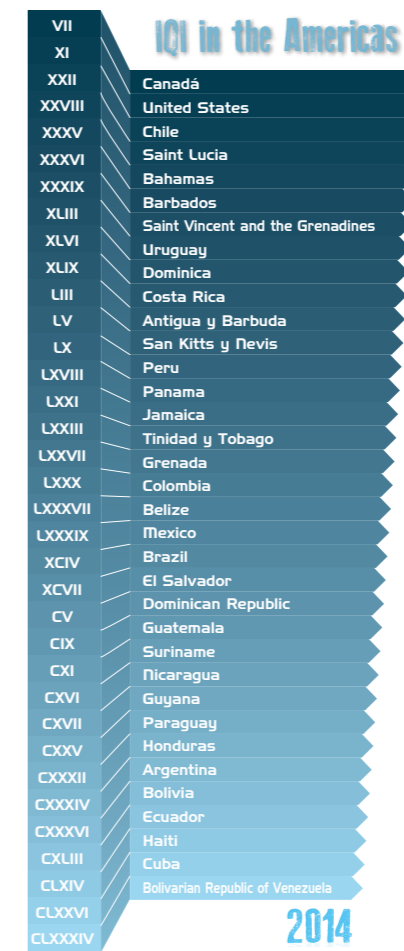 IQI in the Americas
VII Canadá
XI United States
XXII Chile
XXVIII Saint Lucia
XXXV Bahamas
XXXVI Barbados
XXXIX Saint Vincent and the Grenadines
XLIII Uruguay
XLVI Dominica
XLIX Costa Rica
LIII Antigua y Barbuda
LV San Kitts y Nevis
LX Peru
LXVIII Panama
LXXI Jamaica
LXXIII Tinidad y Tobago
LXXVII Grenada
LXXX Colombia
LXXXVII Belize
LXXXIX Mexico
XCIV Brazil
XCVII El Salvador
CV Dominican Republic
CIX Guatemala
CXI Suriname
CXVI Nicaragua
CXVII Guyana
CXXV Paraguay
CXXXII Honduras
CXXXIV Argentina
CXXXVI Bolivia
CXLIII Ecuador
CLXIV Haiti
CLXXVI Cuba
CLXXXIV Bolivarian Republic of Venezuela
2014